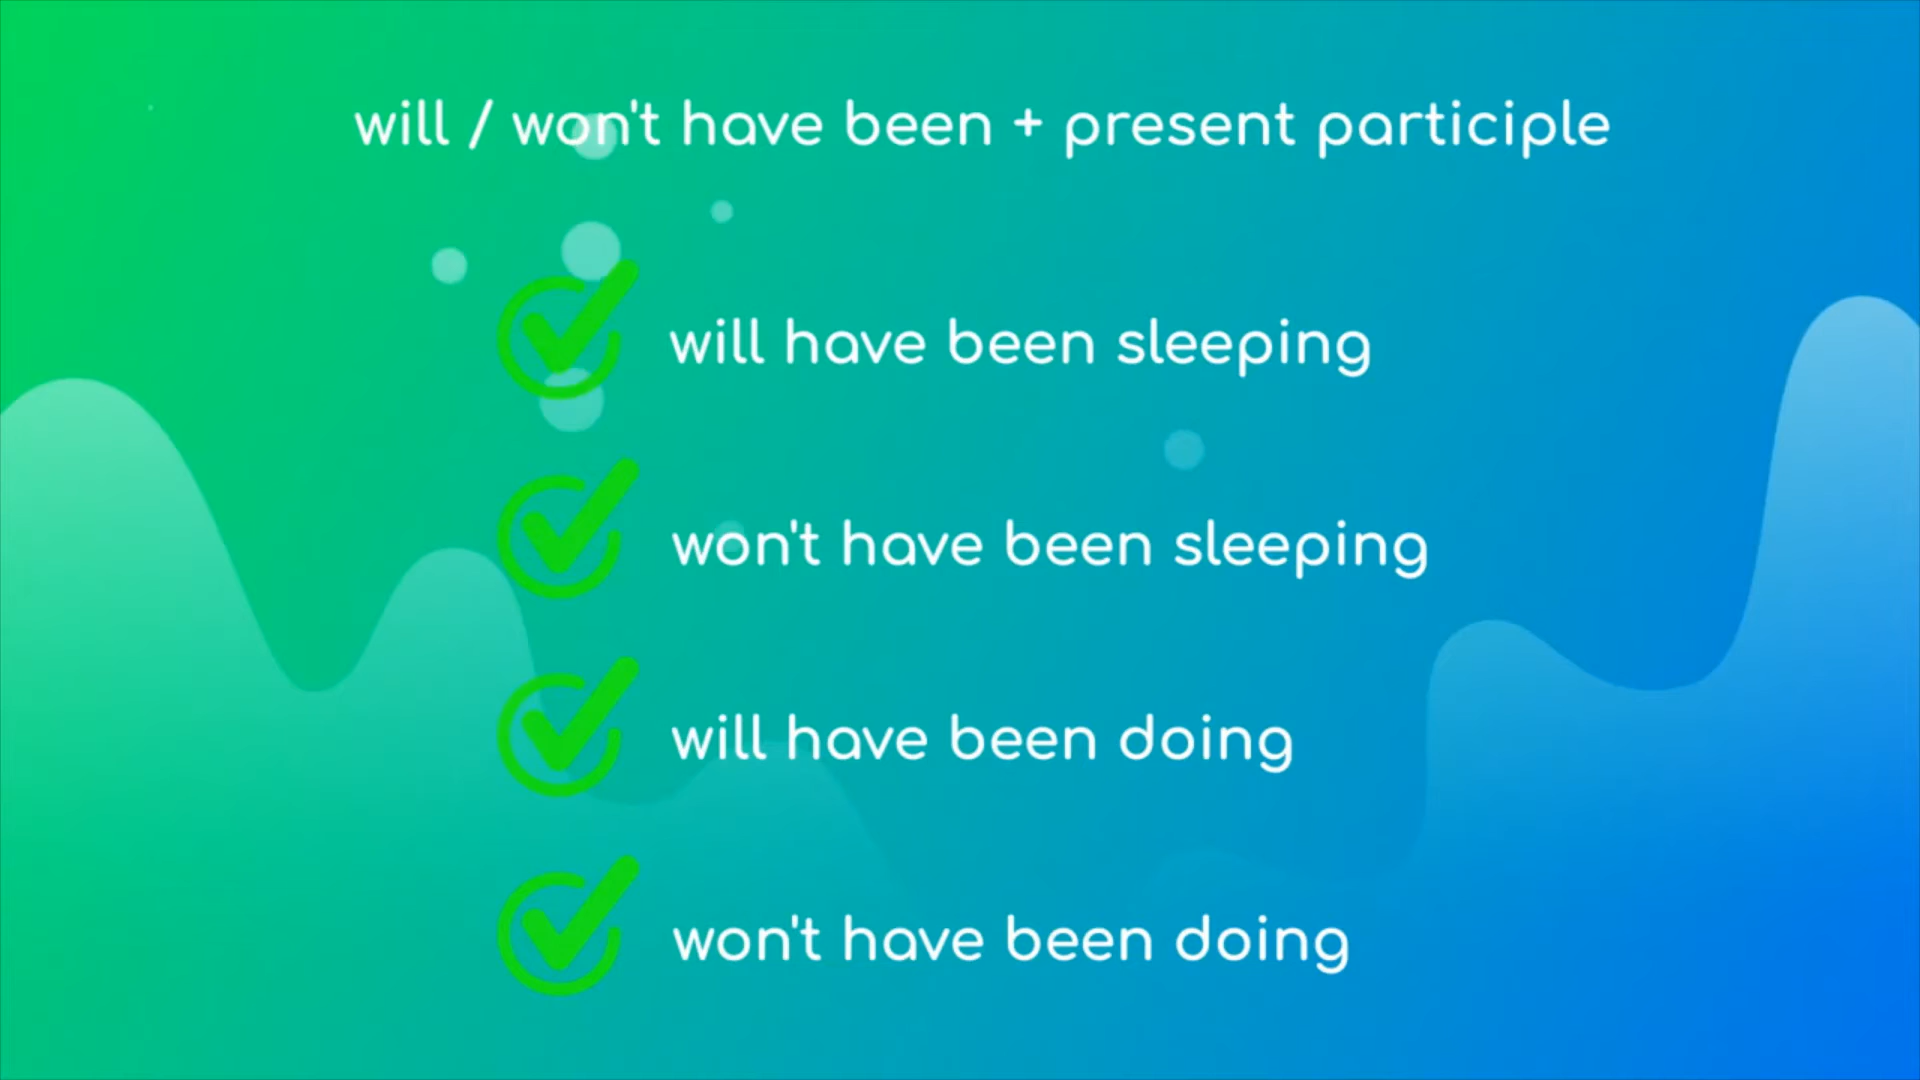 will / won't have been + present participle
will have been sleeping
won't have been sleeping
will have been doing
won't have been doing